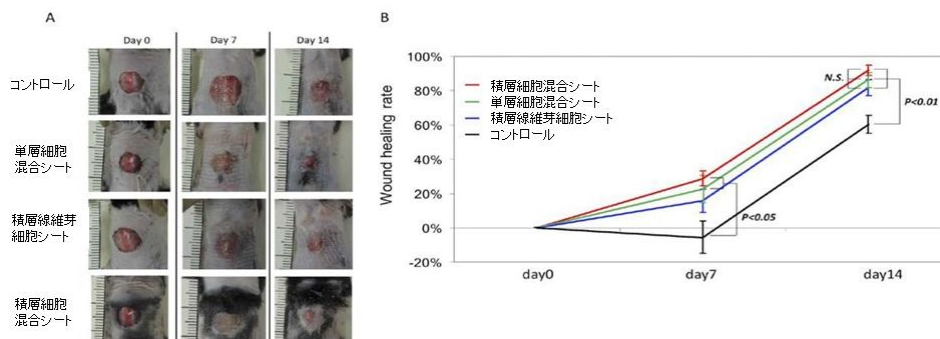 A
Day 0
Day 7
Day 14
コントロール
単層細胞
混合シート
積層線維芽
細胞シート
積層細胞
混合シート
B
Wound healing rate
100%
80%
60%
40%
20%
0%
-20%
積層細胞混合シート
単層細胞混合シート
積層線維芽細胞シート
コントロール
N.S.
P<0.01
P<0.05
day0
day7
day14